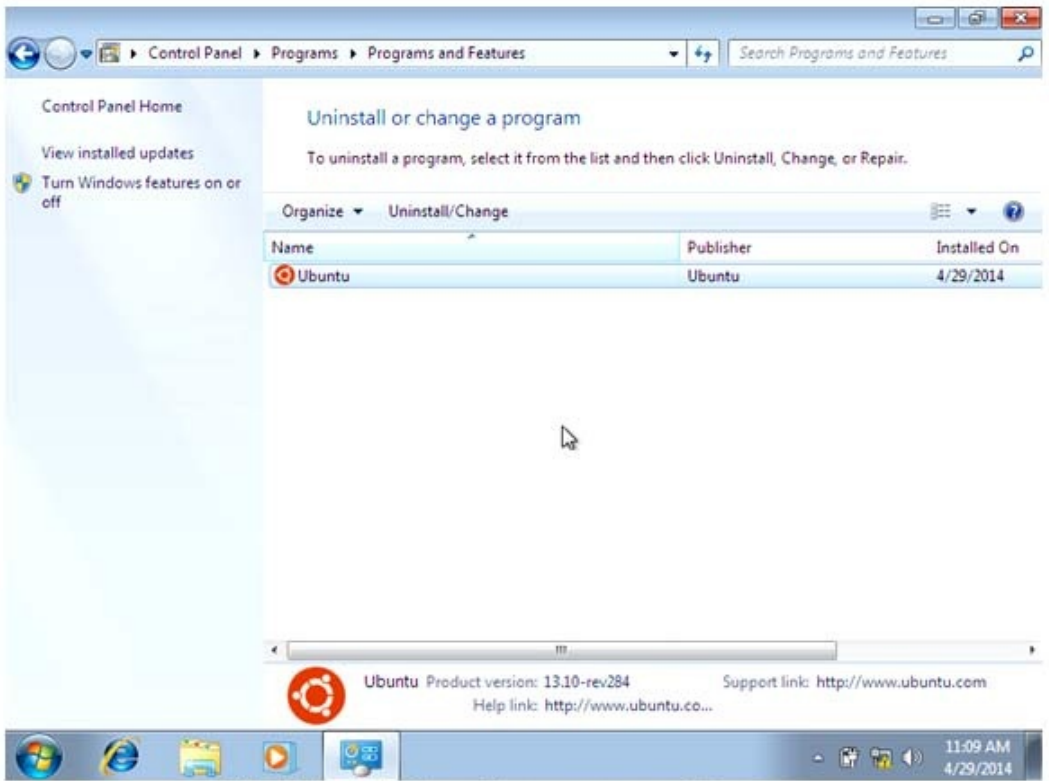 Control Panel Programs Programs and Features Search Programs and Features
Control Panel Home
View installed updates
Turn Windows features on or
off
Uninstall or change a program
To uninstall a program, select it from the list and then click Uninstall, Change, or Repair.
Organize Uninstall/Change
Name Publisher Installed On
Ubuntu Ubuntu 4/29/2014
Ubuntu Product version: 13.10-rev284 Support link: http://www.ubuntu.com
Help link: http://www.ubuntu.co...
11:09 AM
4/29/2014